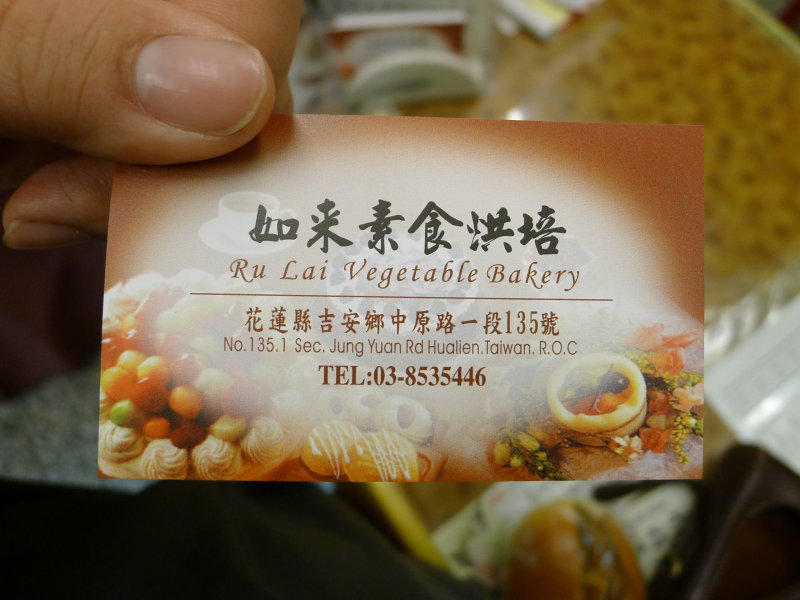 如来素食烘培
Ru Lai Vegetable Bakery
花蓮縣吉安鄉中原路一段135號
No.135.1 Sec. Jung Yuan Rd Hualien.Taiwan. R.O.C
TEL:03-8535446